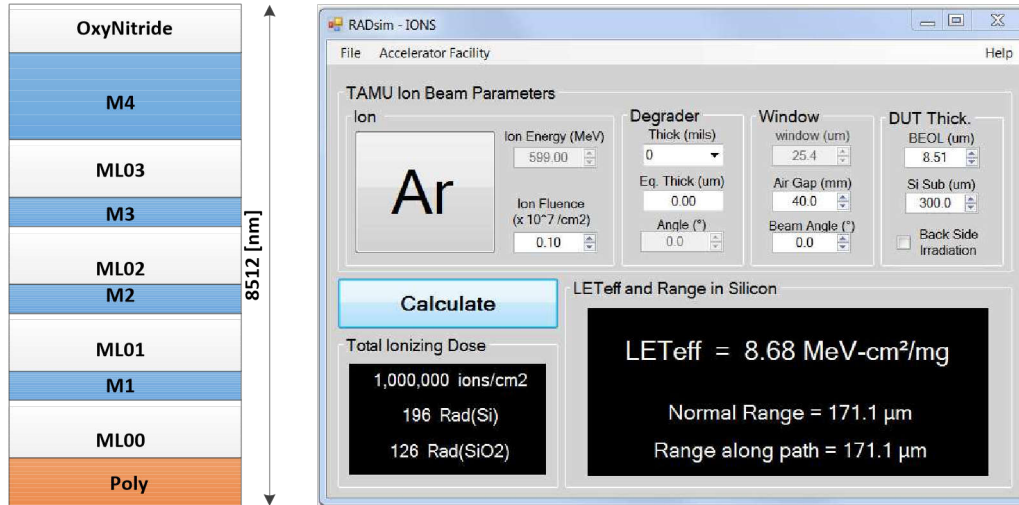 OxyNitride
M4
ML03
M3
ML02
M2
ML01
M1
ML00
Poly
8512 [nm]
RADsim - IONS
File Accelerator Facility Help
TAMU Ion Beam Parameters
Ion
Ar
Ion Energy (MeV)
599.00
Ion Fluence
(x 10^7 /cm2)
0.10
Degrader
Thick (mils)
0
Eq. Thick (um)
0.00
Angle (°)
0.0
Window
window (um)
25.4
Air Gap (mm)
40.0
Beam Angle (°)
0.0
DUT Thick.
BEOL (um)
8.51
Si Sub (um)
300.0
Back Side
Irradiation
Calculate
Total Ionizing Dose
1,000,000 ions/cm2
196 Rad(Si)
126 Rad(SiO2)
LETeff and Range in Silicon
LETeff = 8.68 MeV-cm²/mg
Normal Range = 171.1 µm
Range along path = 171.1 µm